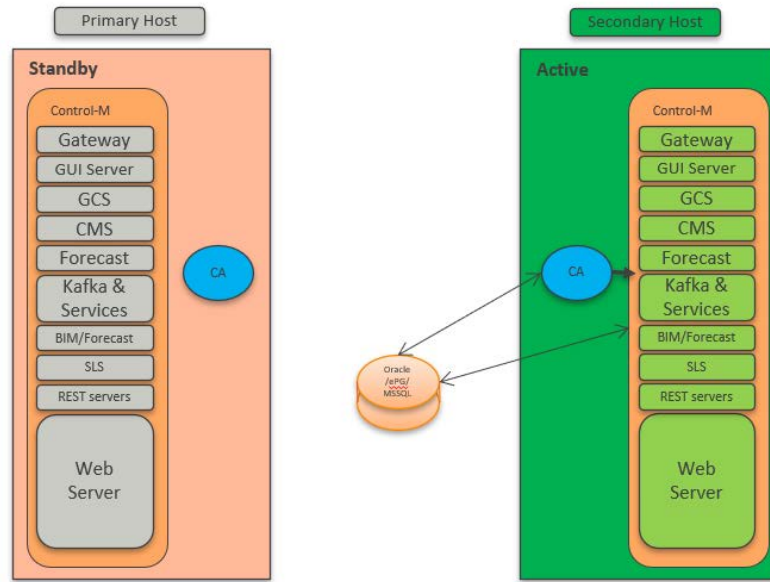 Primary Host
Standby
Control-M
Gateway
GUI Server
GCS
CMS
Forecast
Kafka &
Services
BIM/Forecast
SLS
REST servers
Web
Server
CA
Oracle
/ePG/
MSSQL
Secondary Host
Active
CA
Control-M
Gateway
GUI Server
GCS
CMS
Forecast
Kafka &
Services
BIM/Forecast
SLS
REST servers
Web
Server